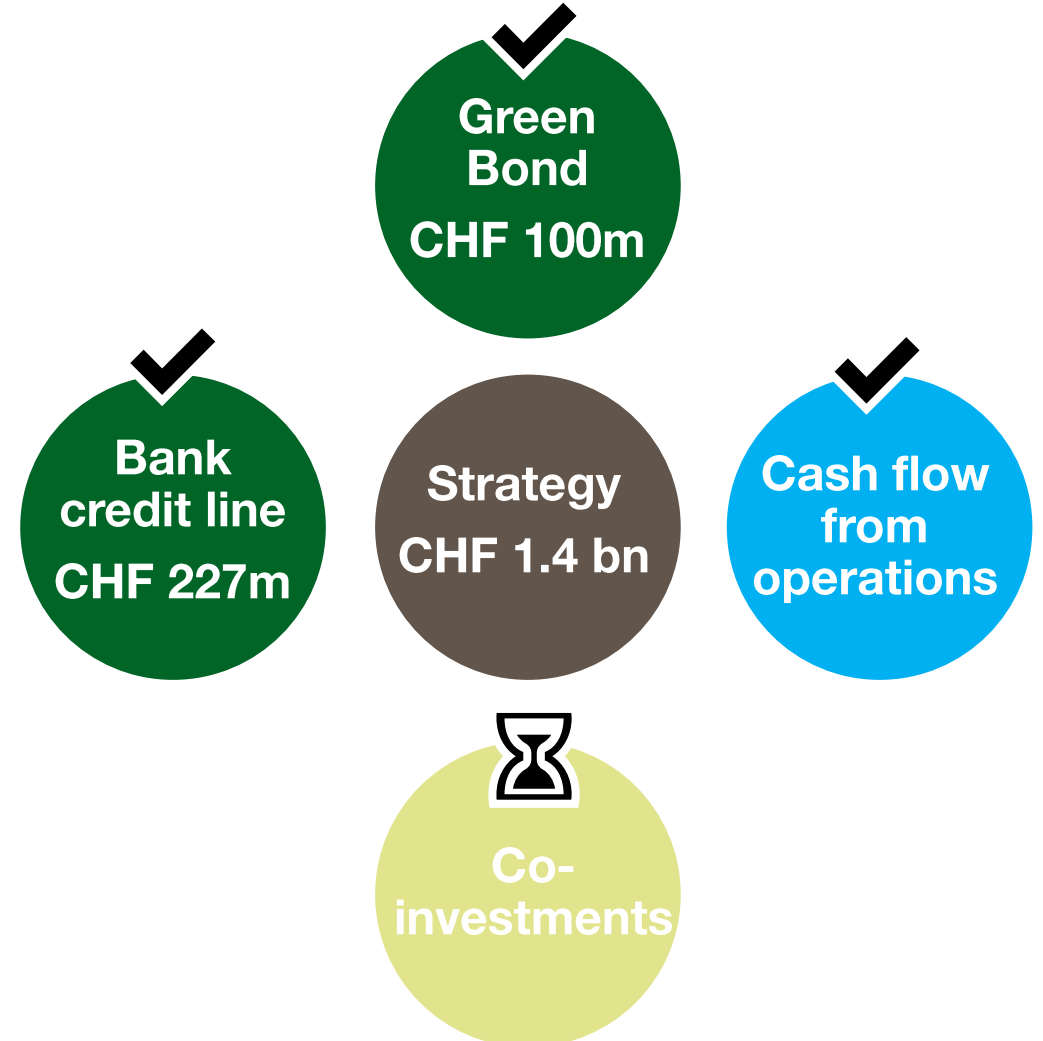 Green
Bond
CHF 100m
Bank
credit line
CHF 227m
Strategy
CHF 1.4 bn
Cash flow
from
operations
Co-
investments